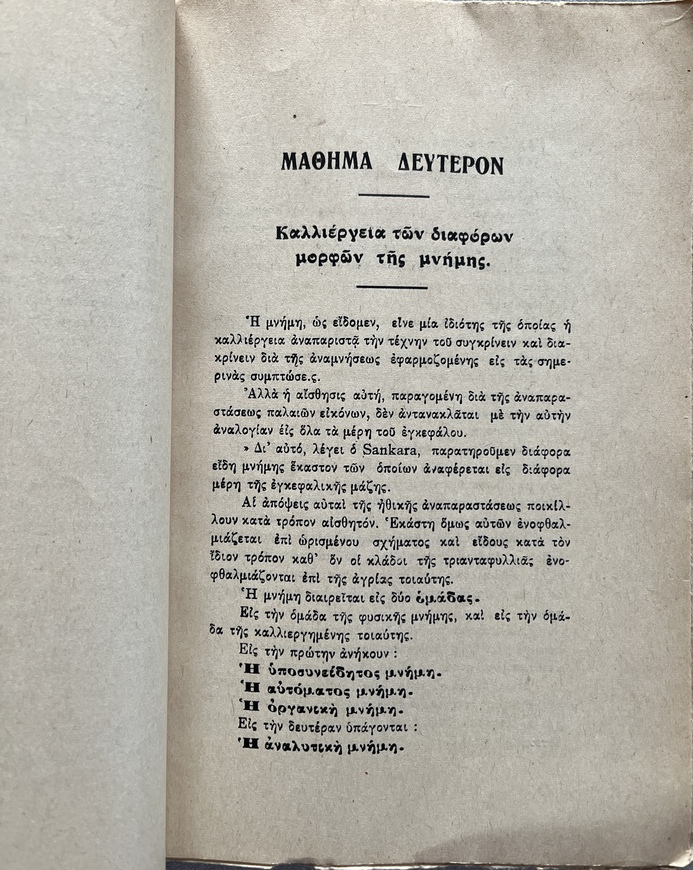 ΜΑΘΗΜΑ ΔΕΥΤΕΡΟΝ
Καλλιέργεια τῶν διαφόρων
μορφῶν τῆς μνήμης.
Ἡ μνήμη, ὡς εἴδομεν, εἶνε μία ἰδιότης τῆς ὁποίας ἡ
καλλιέργεια ἀναπαριστᾷ τὴν τέχνην τοῦ συγκρίνειν καὶ δια-
κρίνειν διὰ τῆς ἀναμνήσεως ἐφαρμοζομένης εἰς τὰς σημε-
ρινὰς συμπτώσε.ς.
Ἀλλὰ ἡ αἴσθησις αὐτή, παραγομένη διὰ τῆς ἀναπαρα-
στάσεως παλαιῶν εἰκόνων, δὲν ἀντανακλᾶται μὲ τὴν αὐτὴν
ἀναλογίαν εἰς ὅλα τὰ μέρη τοῦ ἐγκεφάλου.
» Δι' αὐτό, λέγει ὁ Sankara, παρατηροῦμεν διάφορα
εἴδη μνήμης ἕκαστον τῶν ὁποίων ἀναφέρεται εἰς διάφορα
μέρη τῆς ἐγκεφαλικῆς μάζης.
Αἱ ἀπόψεις αὐταὶ τῆς ἠθικῆς ἀναπαραστάσεως ποικίλ-
λουν κατὰ τρόπον αἰσθητόν. Ἑκάστη ὅμως αὐτῶν ἐνοφθαλ-
μιάζεται ἐπὶ ὡρισμένου σχήματος καὶ εἴδους κατὰ τὸν
ἴδιον τρόπον καθ' ὃν οἱ κλάδοι τῆς τριανταφυλλιᾶς ἐνο-
φθαλμιάζονται ἐπὶ τῆς ἀγρίας τοιαύτης.
Ἡ μνήμη διαιρεῖται εἰς δύο ὁμάδας.
Εἰς τὴν ὁμάδα τῆς φυσικῆς μνήμης, καὶ εἰς τὴν ὁμά-
δα τῆς καλλιεργημένης τοιαύτης.
Εἰς τὴν πρώτην ἀνήκουν :
Ἡ ὑποσυνείδητος μνήμη.
Ἡ αὐτόματος μνήμη.
Ἡ ὀργανικὴ μνήμη.
Εἰς τὴν δευτέραν ὑπάγονται :
Ἡ ἀναλυτικὴ μνήμη.